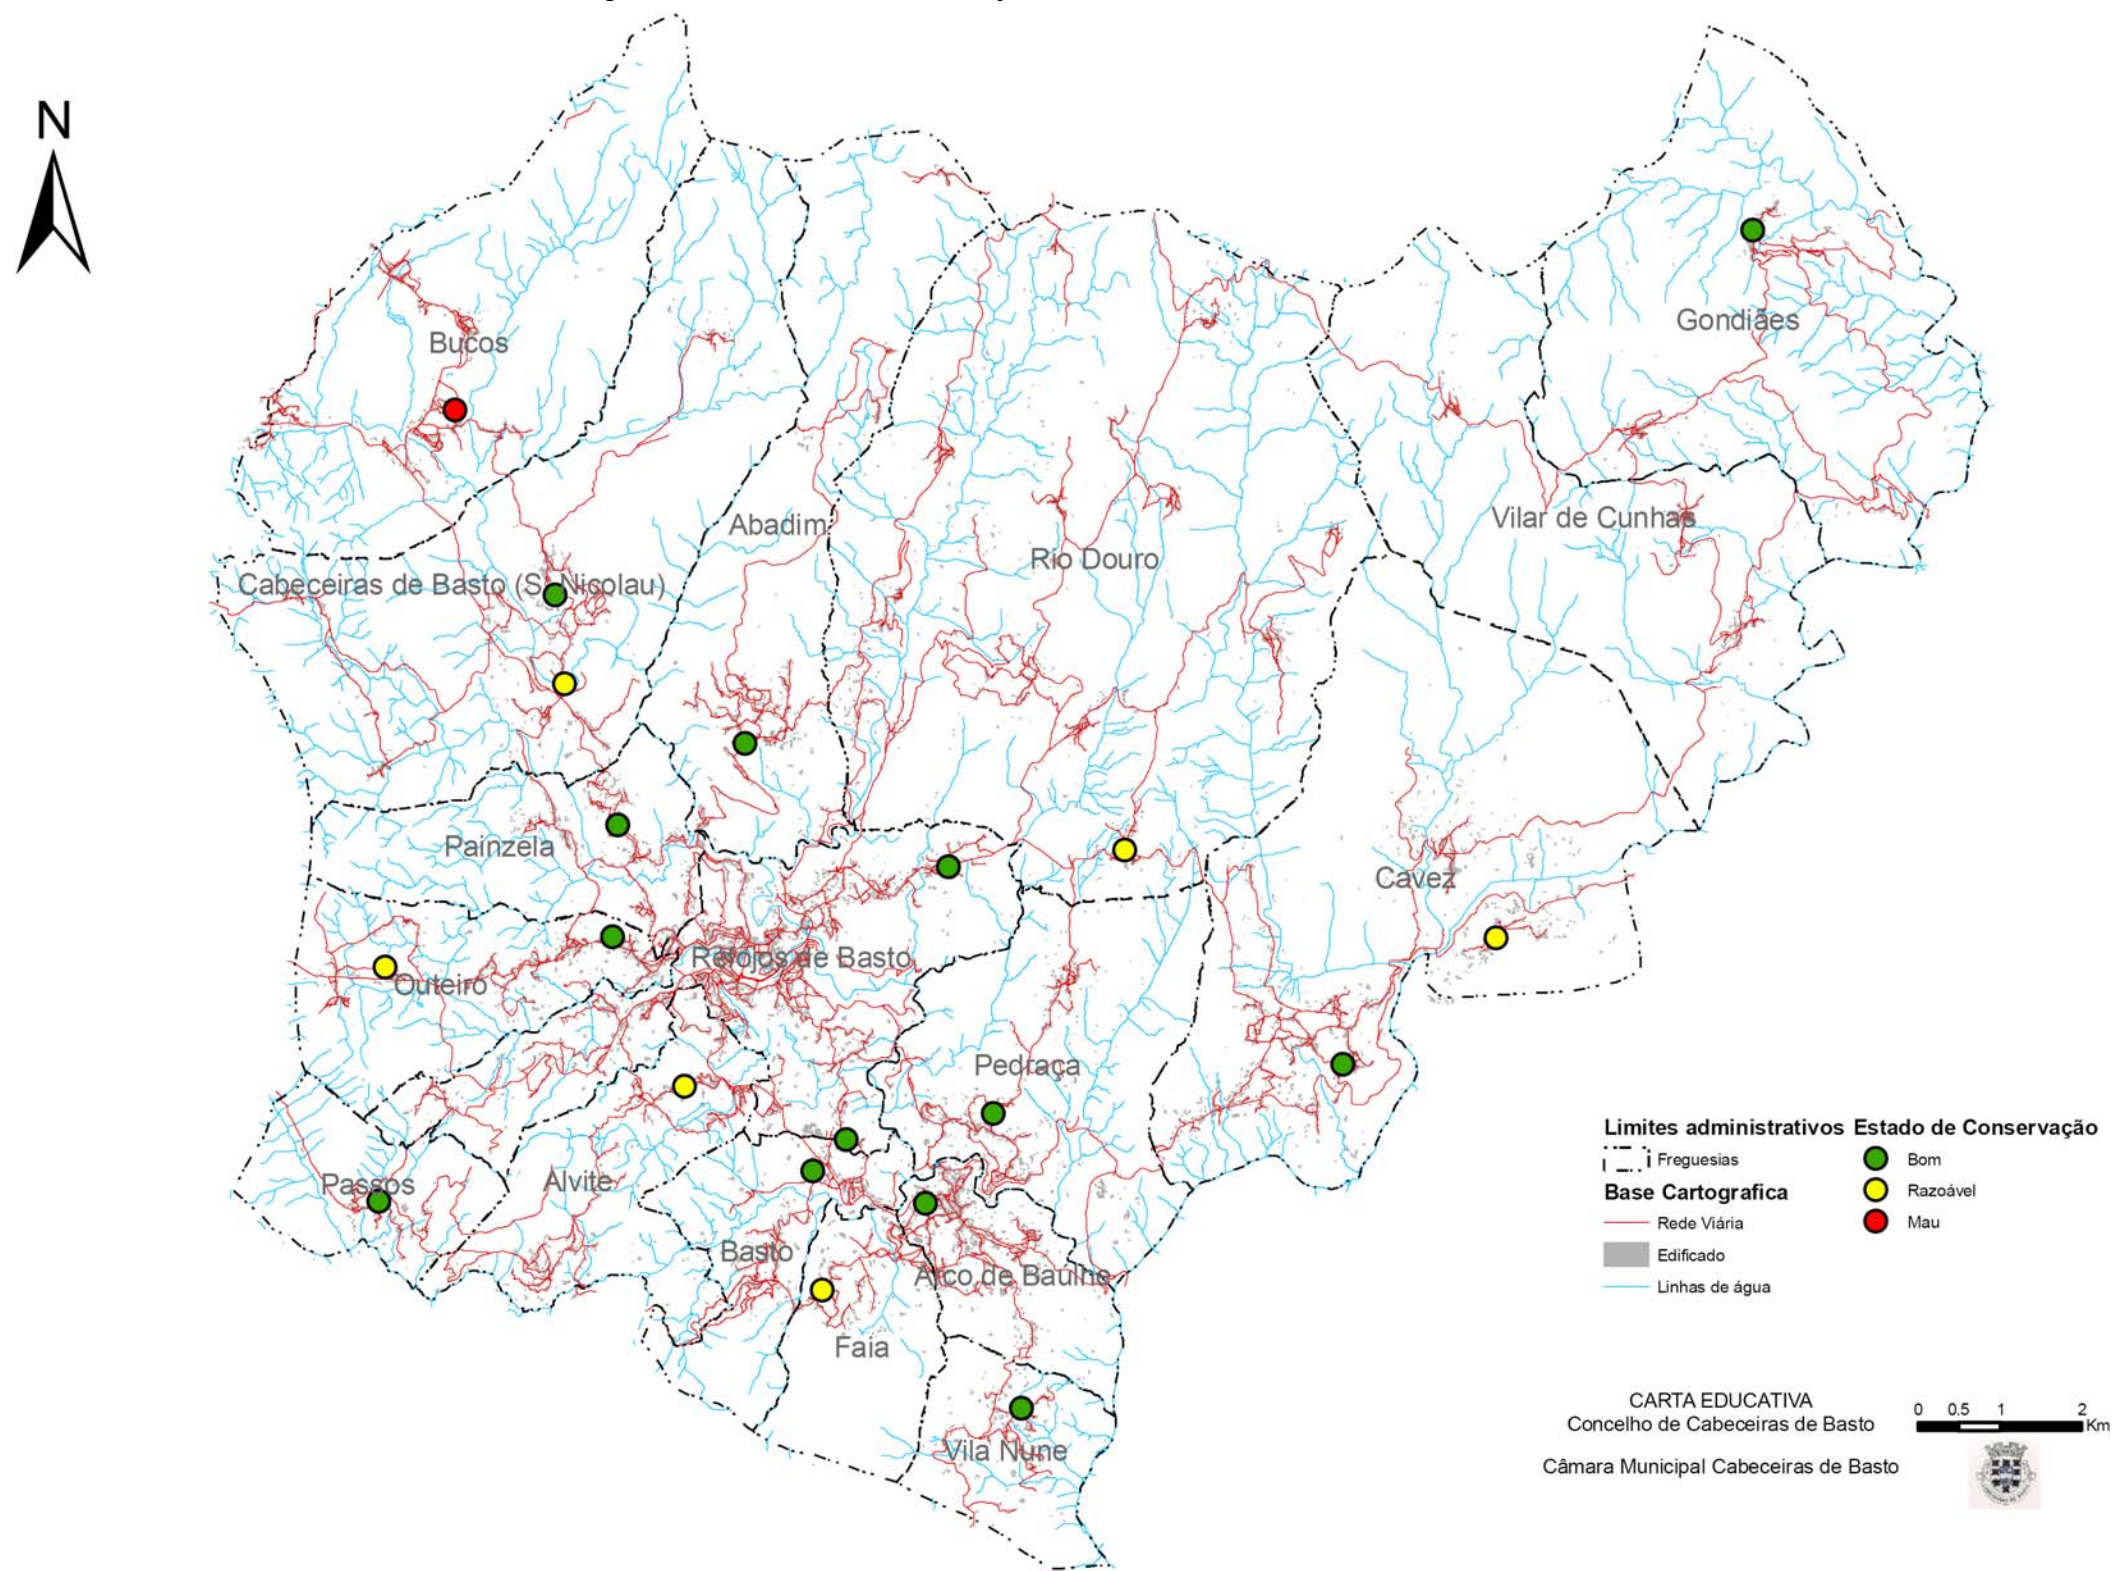 N
Gondiães
Bucos
Vilar de Cunhas
Abadim
Rio Douro
Cabeceiras de Basto (S. Nicolau)
Painzela
Cavez
Refojos de Basto
Outeiro
Pedraça
Passos
Alvite
Basto
Arco de Baulhe
Faia
Vila Nune
Limites administrativos
Freguesias
Base Cartografica
Rede Viária
Edificado
Linhas de água
Estado de Conservação
Bom
Razoável
Mau
CARTA EDUCATIVA
Concelho de Cabeceiras de Basto
Câmara Municipal Cabeceiras de Basto
0 0.5 1 2
Km